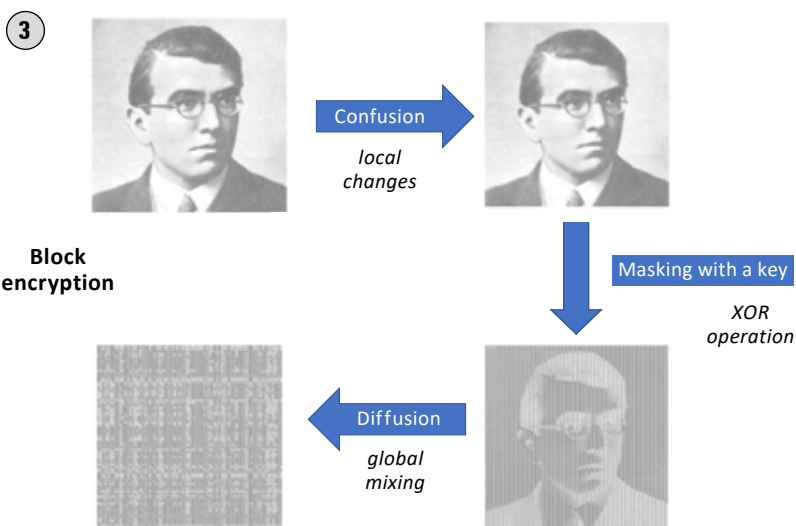 3
Confusion
local
changes
Block
encryption
Masking with a key
XOR
operation
Diffusion
global
mixing